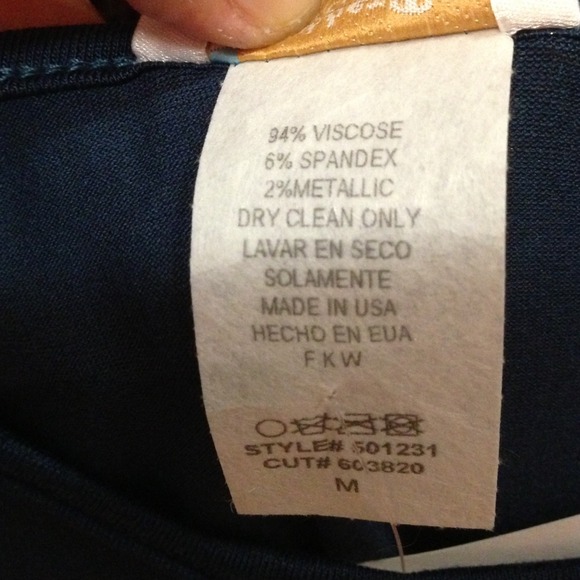 94% VISCOSE
6% SPANDEX
2%METALLIC
DRY CLEAN ONLY
LAVAR EN SECO
SOLAMENTE
MADE IN USA
HECHO EN EUA
F K W
STYLE# 501231
CUT# 603820
M